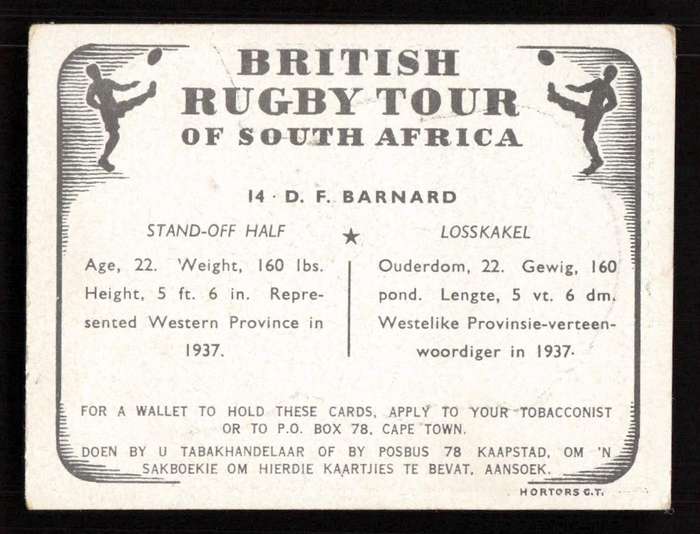 BRITISH
RUGBY TOUR
OF SOUTH AFRICA
14 · D. F. BARNARD
STAND-OFF HALF
Age, 22. Weight, 160 lbs.
Height, 5 ft. 6 in. Repre-
sented Western Province in
1937.
LOSSKAKEL
Ouderdom, 22. Gewig, 160
pond. Lengte, 5 vt. 6 dm.
Westelike Provinsie-verteen-
woordiger in 1937·
FOR A WALLET TO HOLD THESE CARDS, APPLY TO YOUR TOBACCONIST
OR TO P.O. BOX 78, CAPE TOWN.
DOEN BY U TABAKHANDELAAR OF BY POSBUS 78 KAAPSTAD, OM 'N
SAKBOEKIE OM HIERDIE KAARTJIES TE BEVAT, AANSOEK.
HORTORS C.T.